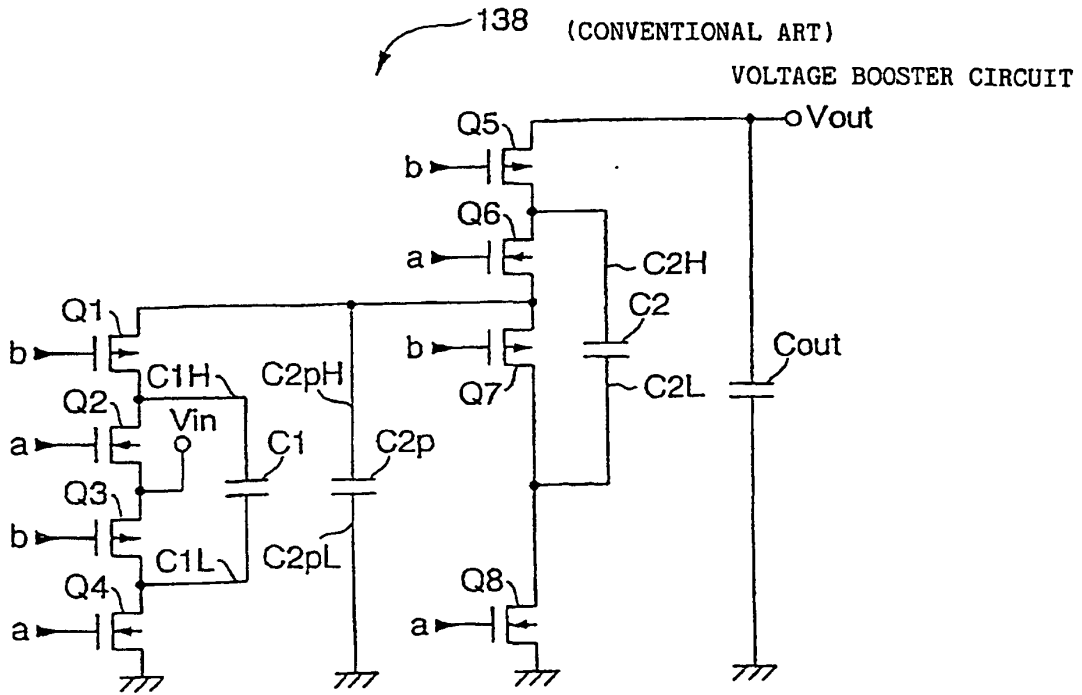 138 (CONVENTIONAL ART)
VOLTAGE BOOSTER CIRCUIT
Q5 Vout
b
Q6
a C2H
Q1 C2
b b Cout
C1H C2pH Q7 C2L
Q2 Vin
a C1 C2p
Q3
b
C1L C2pL
Q4 Q8
a a